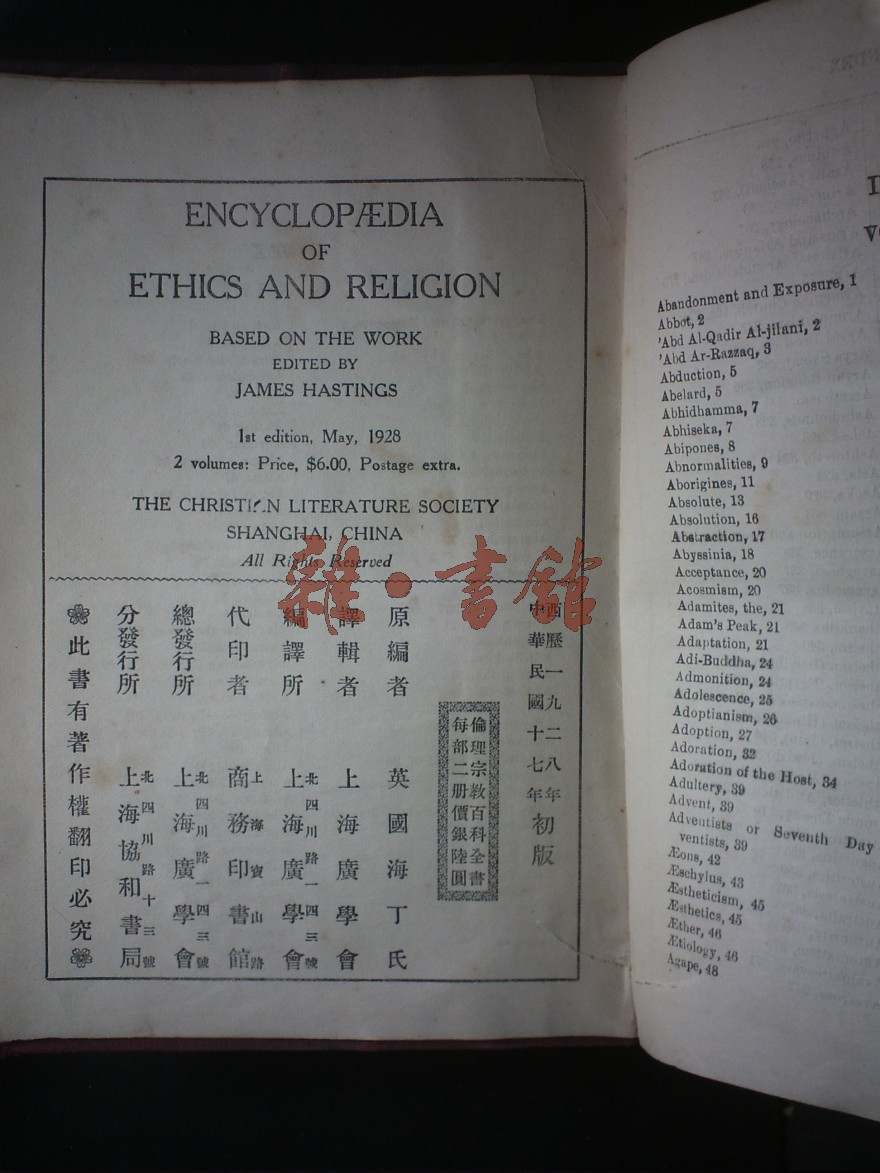 ENCYCLOPÆDIA
OF
ETHICS AND RELIGION
BASED ON THE WORK
EDITED BY
JAMES HASTINGS
1st edition, May, 1928
2 volumes: Price, $6.00, Postage extra.
THE CHRISTIAN LITERATURE SOCIETY
SHANGHAI, CHINA
All Rights Reserved
雜·書館
西歷一九二八年
中華民國十七年
初版
倫理宗教百科全書
每部二册價銀陸圓
原編者 英國海丁氏
譯輯者 上海廣學會
編譯所 上海廣學會 北四川路一四三號
代印者 商務印書館 上海寶山路
總發行所 上海廣學會 北四川路一四三號
分發行所 上海協和書局 北四川路十三號
此書有著作權翻印必究
Abandonment and Exposure, 1
Abbot, 2
'Abd Al-Qadir Al-jilani, 2
'Abd Ar-Razzaq, 3
Abduction, 5
Abelard, 5
Abhidhamma, 7
Abhiseka, 7
Abipones, 8
Abnormalities, 9
Aborigines, 11
Absolute, 13
Absolution, 16
Abstraction, 17
Abyssinia, 18
Acceptance, 20
Acosmism, 20
Adamites, the, 21
Adam's Peak, 21
Adaptation, 21
Adi-Buddha, 24
Admonition, 24
Adolescence, 25
Adoptianism, 26
Adoption, 27
Adoration, 32
Adoration of the Host, 34
Adultery, 39
Advent, 39
Adventists or Seventh Day
ventists, 39
Æons, 42
Æschylus, 43
Æstheticism, 45
Æsthetics, 45
Æther, 46
Ætiology, 46
Agape, 48